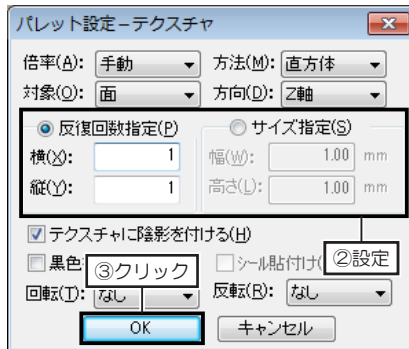 パレット設定－テクスチャ
倍率(A): 手動 方法(M): 直方体
対象(O): 面 方向(D): Z軸
反復回数指定(P) サイズ指定(S)
横(X): 1 幅(W): 1.00 mm
縦(Y): 1 高さ(L): 1.00 mm
テクスチャに陰影を付ける(H)
②設定
黒色 シール貼付け(
③クリック
回転(T): なし 反転(R): なし
OK キャンセル